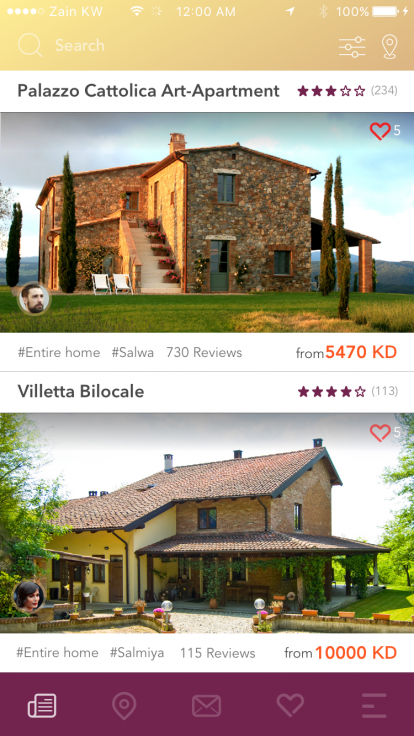 Zain KW 12:00 AM 100%
Search
Palazzo Cattolica Art-Apartment (234)
5
#Entire home #Salwa 730 Reviews from 5470 KD
Villetta Bilocale (113)
5
#Entire home #Salmiya 115 Reviews from 10000 KD